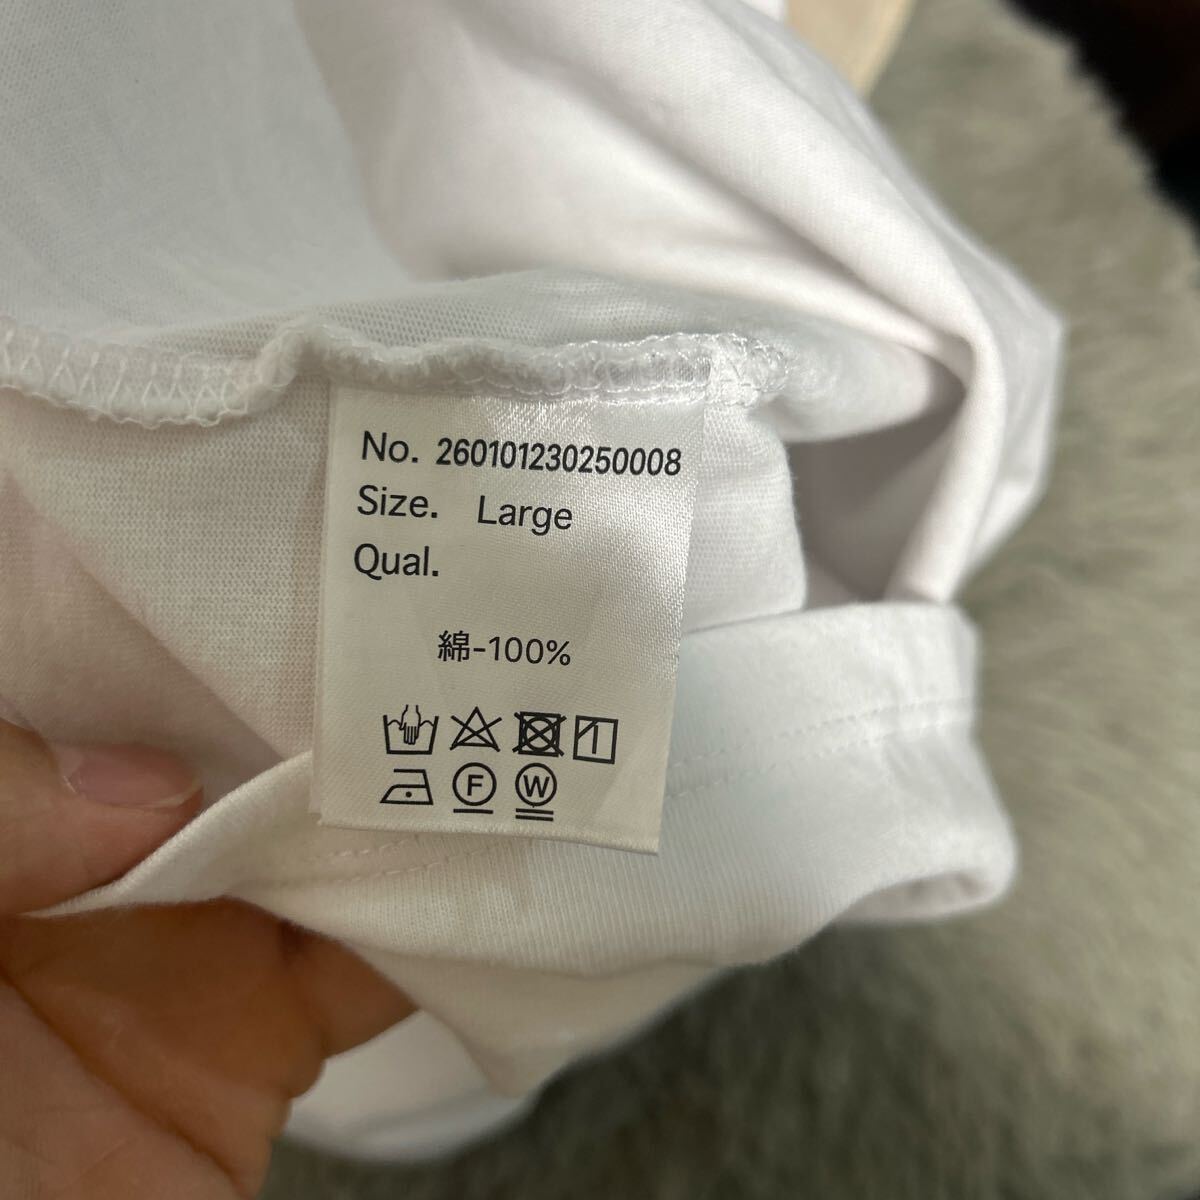 No. 260101230250008
Size. Large
Qual.
綿-100%
F W